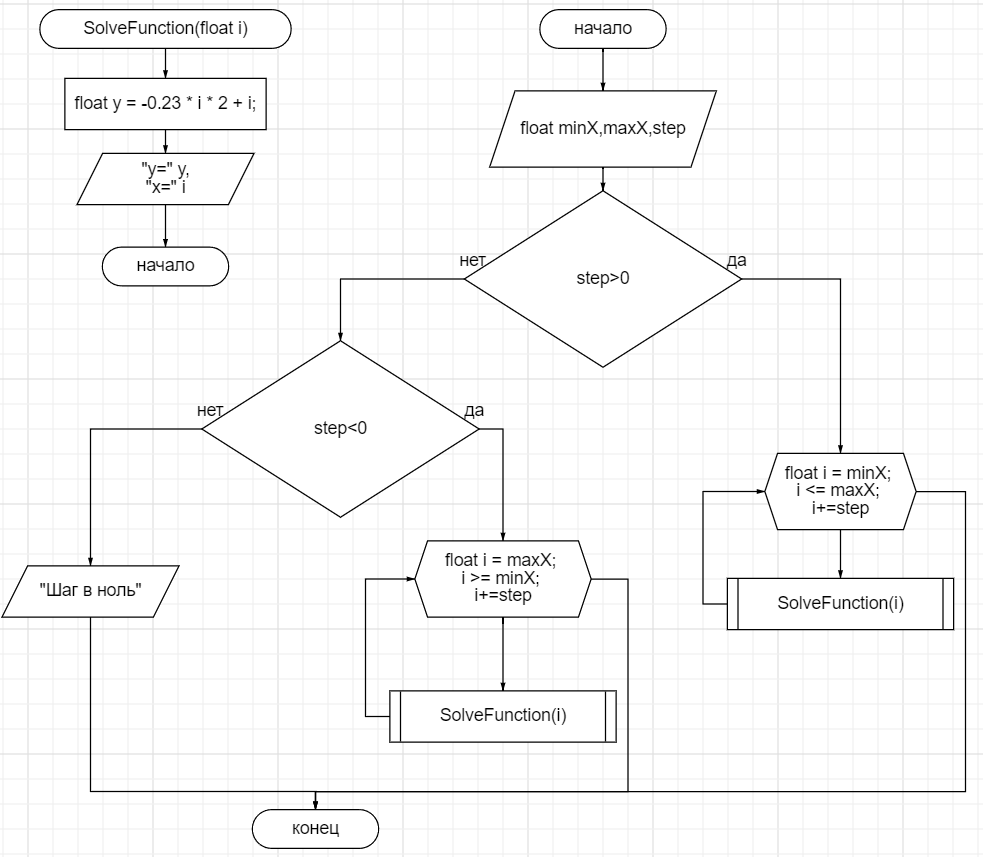 SolveFunction(float i)
float y = -0.23 * i * 2 + i;
"y=" y,
"x=" i
начало
начало
float minX,maxX,step
step>0
нет
да
step<0
нет
да
"Шаг в ноль"
float i = maxX;
i >= minX;
i+=step
SolveFunction(i)
float i = minX;
i <= maxX;
i+=step
SolveFunction(i)
конец